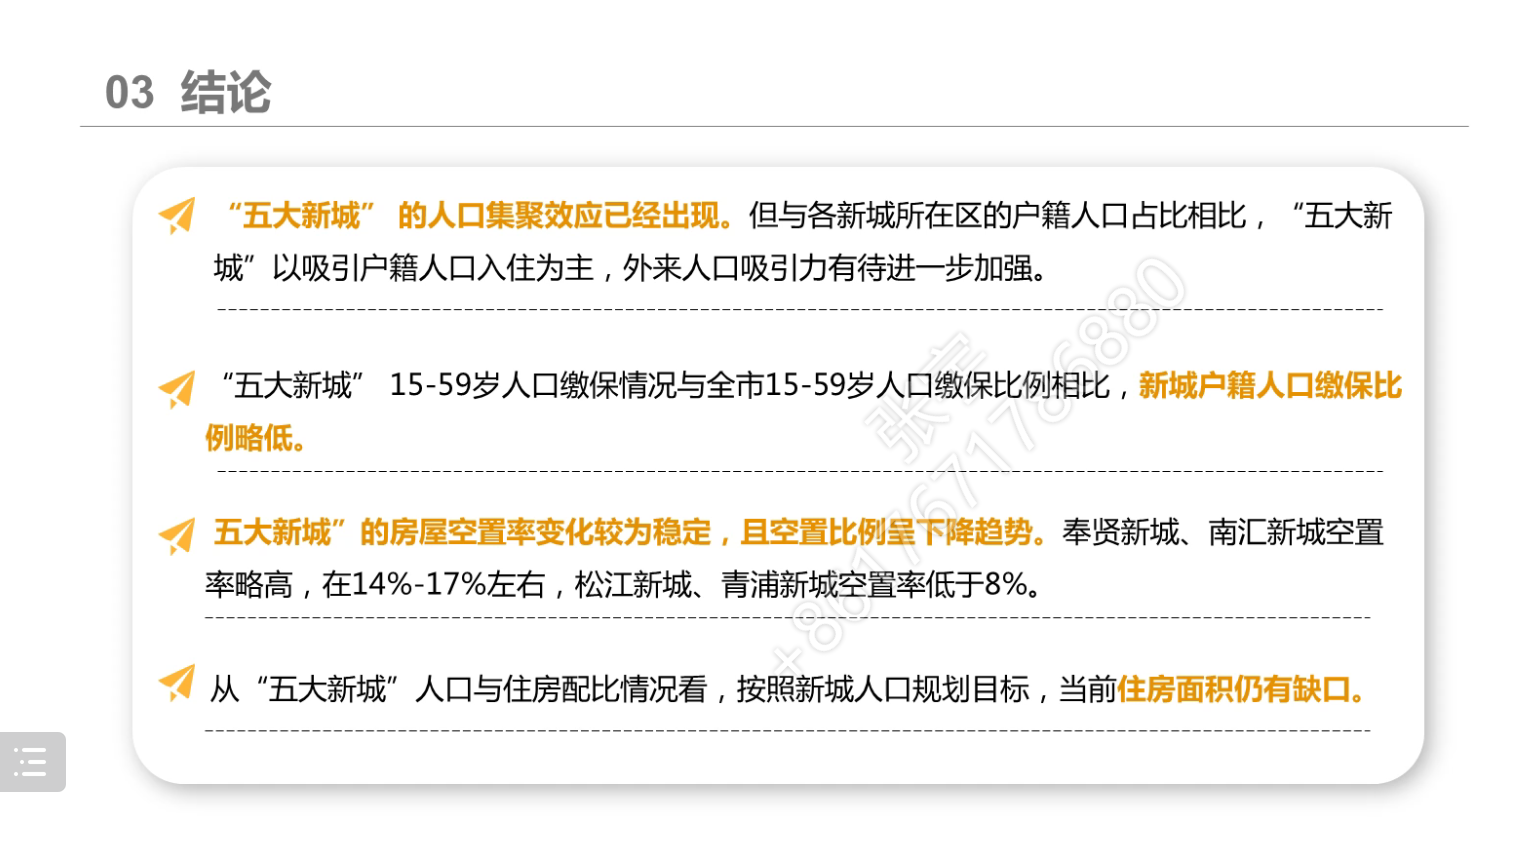 03 结论
“五大新城” 的人口集聚效应已经出现。但与各新城所在区的户籍人口占比相比，“五大新
城”以吸引户籍人口入住为主，外来人口吸引力有待进一步加强。
“五大新城” 15-59岁人口缴保情况与全市15-59岁人口缴保比例相比，新城户籍人口缴保比
例略低。
五大新城”的房屋空置率变化较为稳定，且空置比例呈下降趋势。奉贤新城、南汇新城空置
率略高，在14%-17%左右，松江新城、青浦新城空置率低于8%。
从“五大新城”人口与住房配比情况看，按照新城人口规划目标，当前住房面积仍有缺口。
+8617671786880